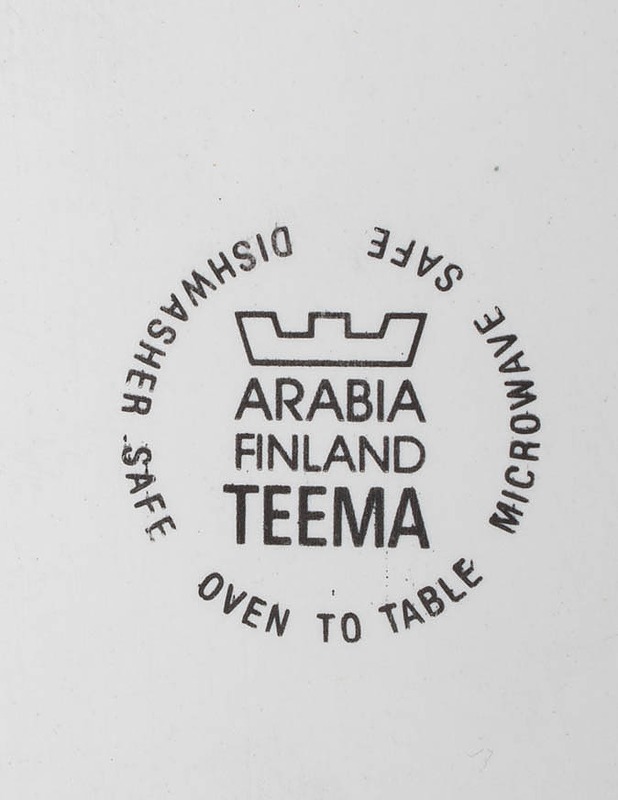 ARABIA
FINLAND
TEEMA
DISHWASHER SAFE
OVEN TO TABLE
MICROWAVE SAFE